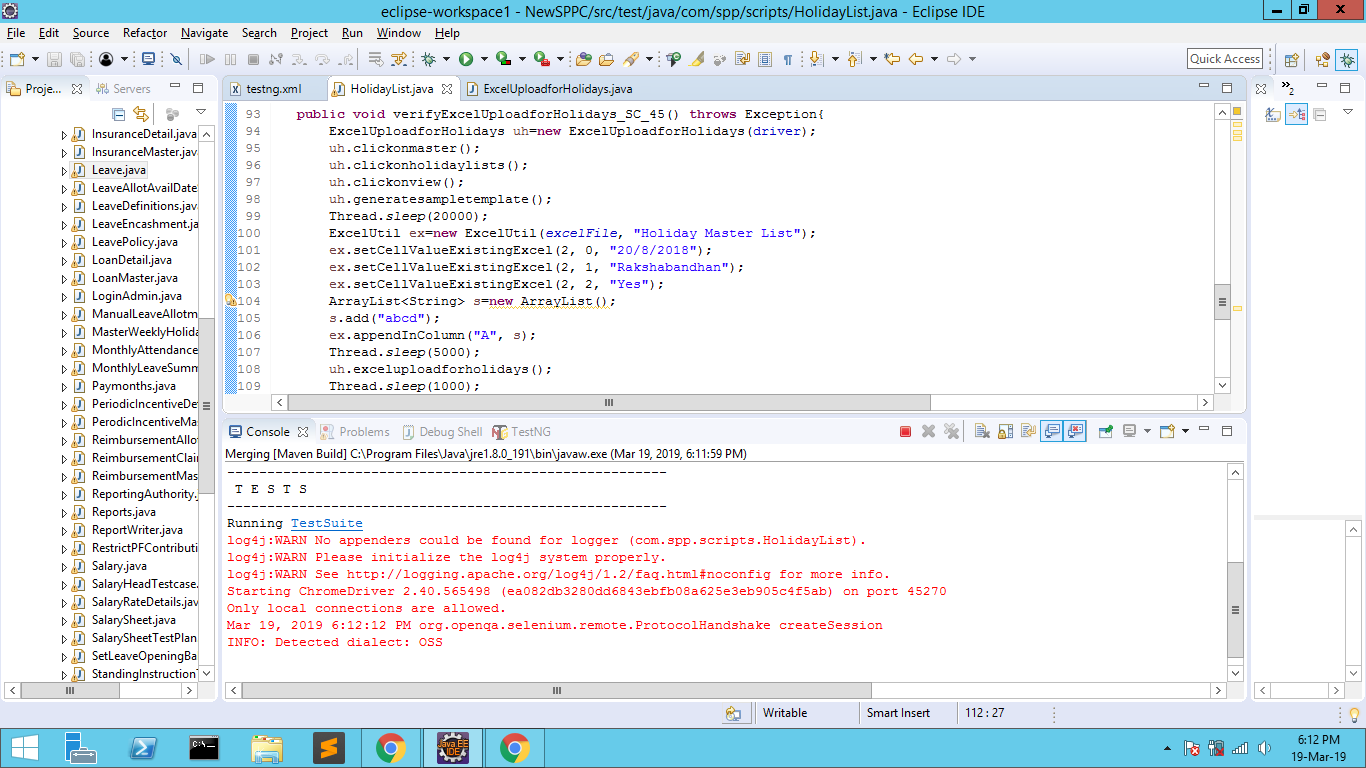 eclipse-workspace1 - NewSPPC/src/test/java/com/spp/scripts/HolidayList.java - Eclipse IDE
File Edit Source Refactor Navigate Search Project Run Window Help
Quick Access
Proje... Servers
testng.xml HolidayList.java ExcelUploadforHolidays.java
2
InsuranceDetail.java
InsuranceMaster.java
Leave.java
LeaveAllotAvailDate
LeaveDefinitions.jav
LeaveEncashment.ja
LeavePolicy.java
LoanDetail.java
LoanMaster.java
LoginAdmin.java
ManualLeaveAllotm
MasterWeeklyHolida
MonthlyAttendance
MonthlyLeaveSumm
Paymonths.java
PeriodicIncentiveDe
PerodicIncentiveMa
ReimbursementAllo
ReimbursementClai
ReimbursementMas
ReportingAuthority.
Reports.java
ReportWriter.java
RestrictPFContributi
Salary.java
SalaryHeadTestcase.
SalaryRateDetails.jav
SalarySheet.java
SalarySheetTestPlan
SetLeaveOpeningBa
StandingInstruction
93 public void verifyExcelUploadforHolidays_SC_45() throws Exception{
94 ExcelUploadforHolidays uh=new ExcelUploadforHolidays(driver);
95 uh.clickonmaster();
96 uh.clickonholidaylists();
97 uh.clickonview();
98 uh.generatesampletemplate();
99 Thread.sleep(20000);
100 ExcelUtil ex=new ExcelUtil(excelFile, "Holiday Master List");
101 ex.setCellValueExistingExcel(2, 0, "20/8/2018");
102 ex.setCellValueExistingExcel(2, 1, "Rakshabandhan");
103 ex.setCellValueExistingExcel(2, 2, "Yes");
104 ArrayList<String> s=new ArrayList();
105 s.add("abcd");
106 ex.appendInColumn("A", s);
107 Thread.sleep(5000);
108 uh.exceluploadforholidays();
109 Thread.sleep(1000);
Console Problems Debug Shell TestNG
Merging [Maven Build] C:\Program Files\Java\jre1.8.0_191\bin\javaw.exe (Mar 19, 2019, 6:11:59 PM)
-------------------------------------------------------
T E S T S
-------------------------------------------------------
Running TestSuite
log4j:WARN No appenders could be found for logger (com.spp.scripts.HolidayList).
log4j:WARN Please initialize the log4j system properly.
log4j:WARN See http://logging.apache.org/log4j/1.2/faq.html#noconfig for more info.
Starting ChromeDriver 2.40.565498 (ea082db3280dd6843ebfb08a625e3eb905c4f5ab) on port 45270
Only local connections are allowed.
Mar 19, 2019 6:12:12 PM org.openqa.selenium.remote.ProtocolHandshake createSession
INFO: Detected dialect: OSS
Writable Smart Insert 112 : 27
Java EE IDE
6:12 PM
19-Mar-19